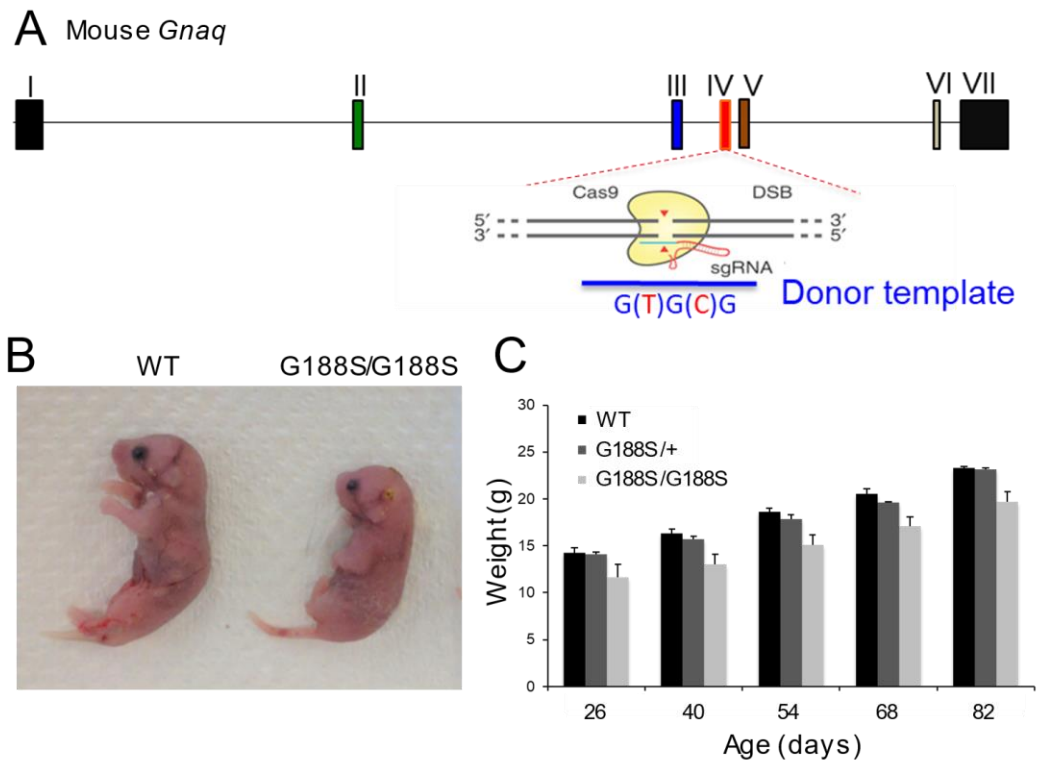 A Mouse Gnaq
I II III IV V VI VII
Cas9 DSB
5′ 3′
3′ 5′
sgRNA
Donor template
G(T)G(C)G
B WT G188S/G188S
C
30
WT
G188S/+
G188S/G188S
25
20
15
10
5
0
Weight(g)
26 40 54 68 82
Age (days)